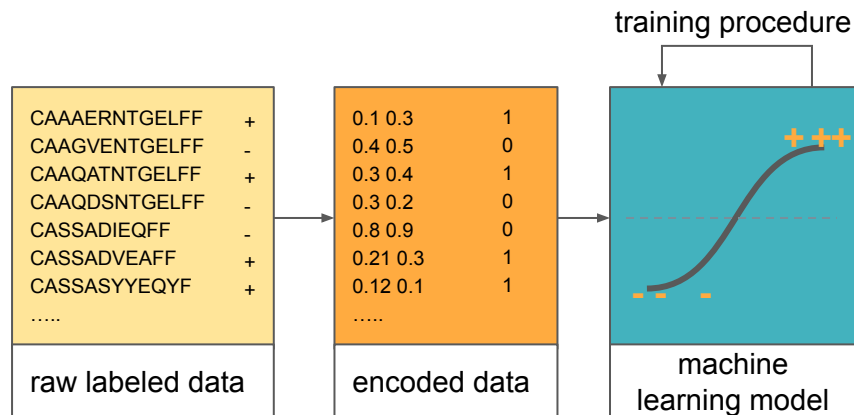 training procedure
CAAAERNTGELFF +
CAAGVENTGELFF -
CAAQATNTGELFF +
CAAQDSNTGELFF -
CASSADIEQFF -
CASSADVEAFF +
CASSASYYEQYF +
.....
raw labeled data
0.1 0.3 1
0.4 0.5 0
0.3 0.4 1
0.3 0.2 0
0.8 0.9 0
0.21 0.3 1
0.12 0.1 1
.....
encoded data
+ ++
- - -
machine
learning model